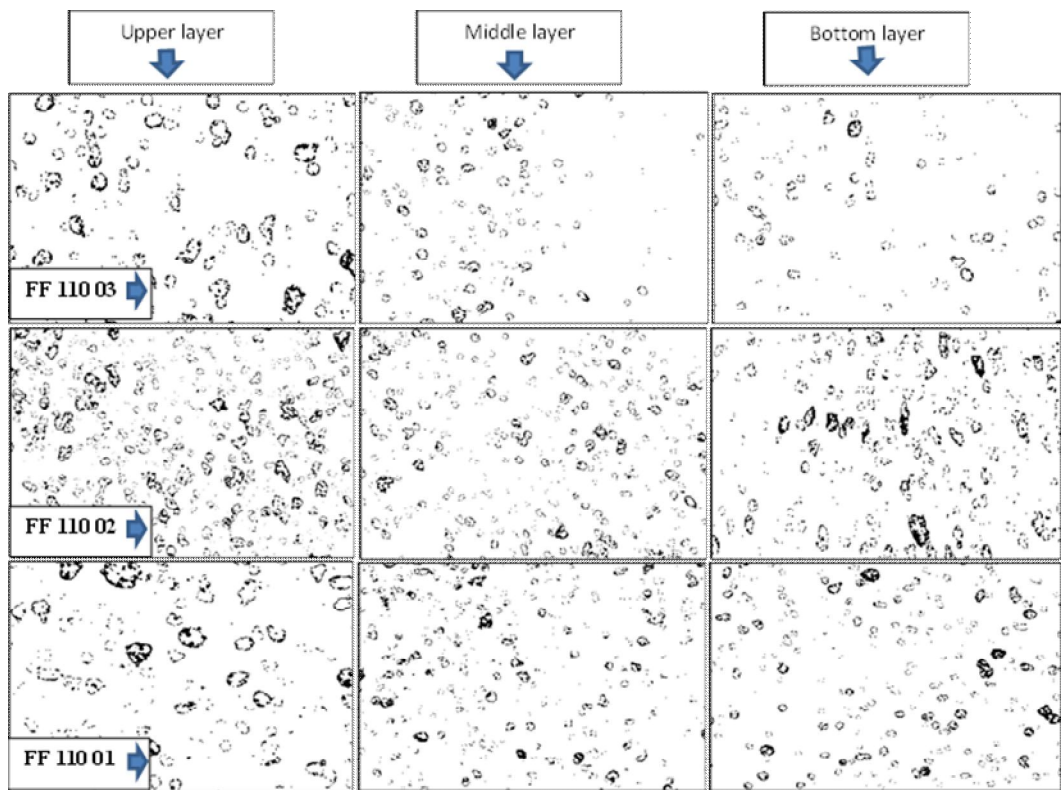 Upper layer
Middle layer
Bottom layer
FF 110 03
FF 110 02
FF 110 01